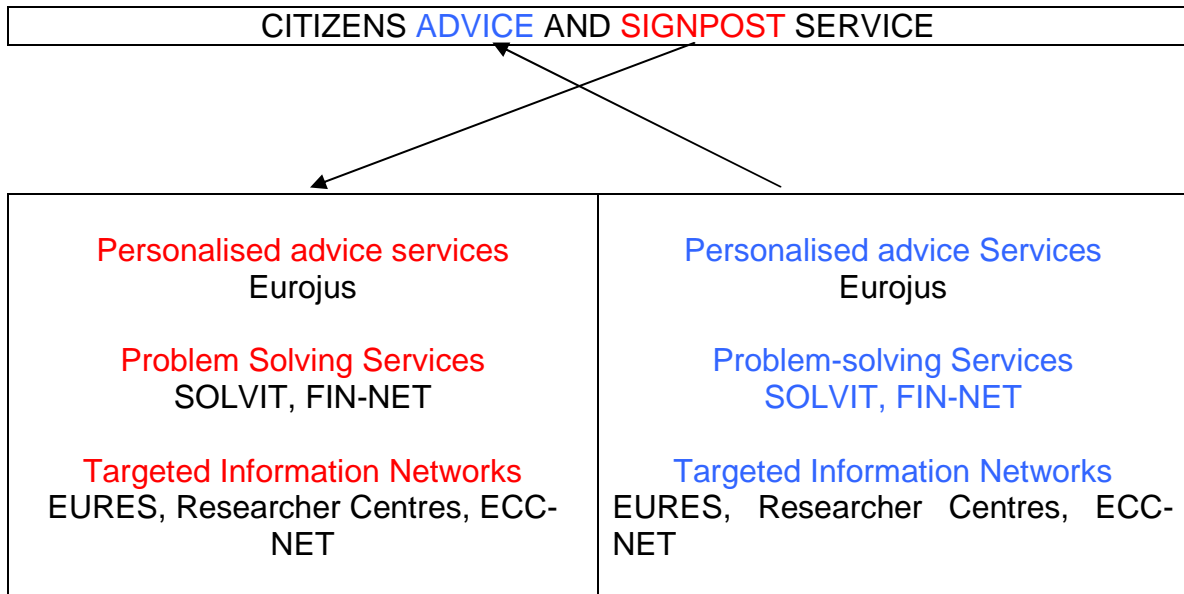 CITIZENS ADVICE AND SIGNPOST SERVICE
Personalised advice services
Eurojus
Problem Solving Services
SOLVIT, FIN-NET
Targeted Information Networks
EURES, Researcher Centres, ECC-
NET
Personalised advice Services
Eurojus
Problem-solving Services
SOLVIT, FIN-NET
Targeted Information Networks
EURES, Researcher Centres, ECC-
NET